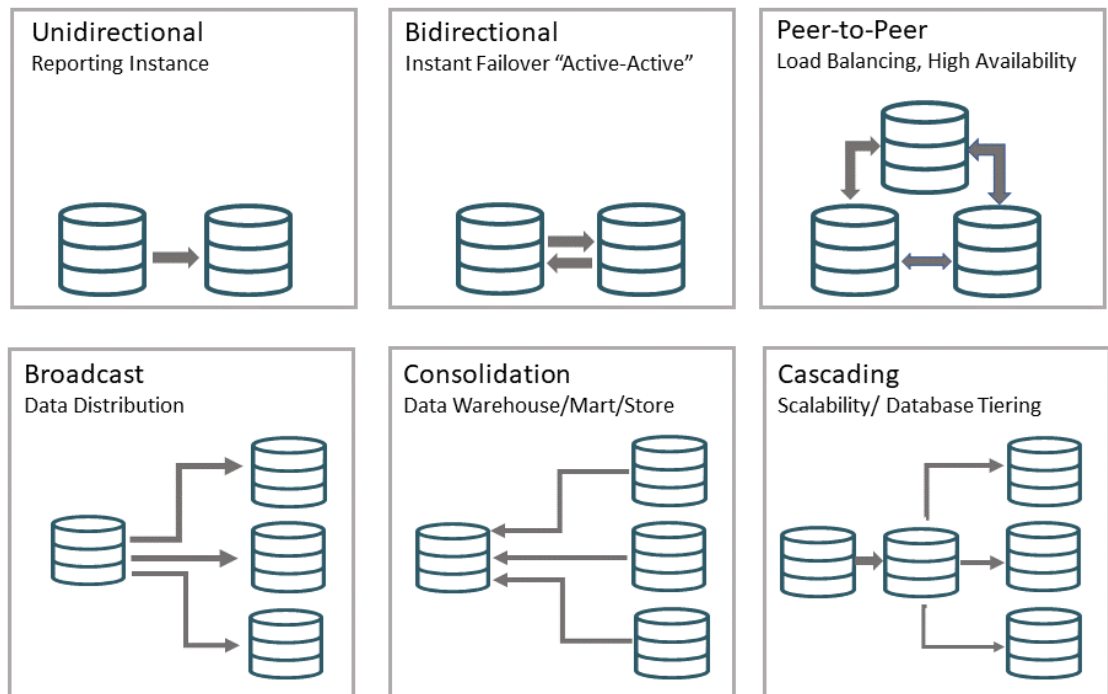 Unidirectional
Reporting Instance
Bidirectional
Instant Failover “Active-Active”
Peer-to-Peer
Load Balancing, High Availability
Broadcast
Data Distribution
Consolidation
Data Warehouse/Mart/Store
Cascading
Scalability/ Database Tiering